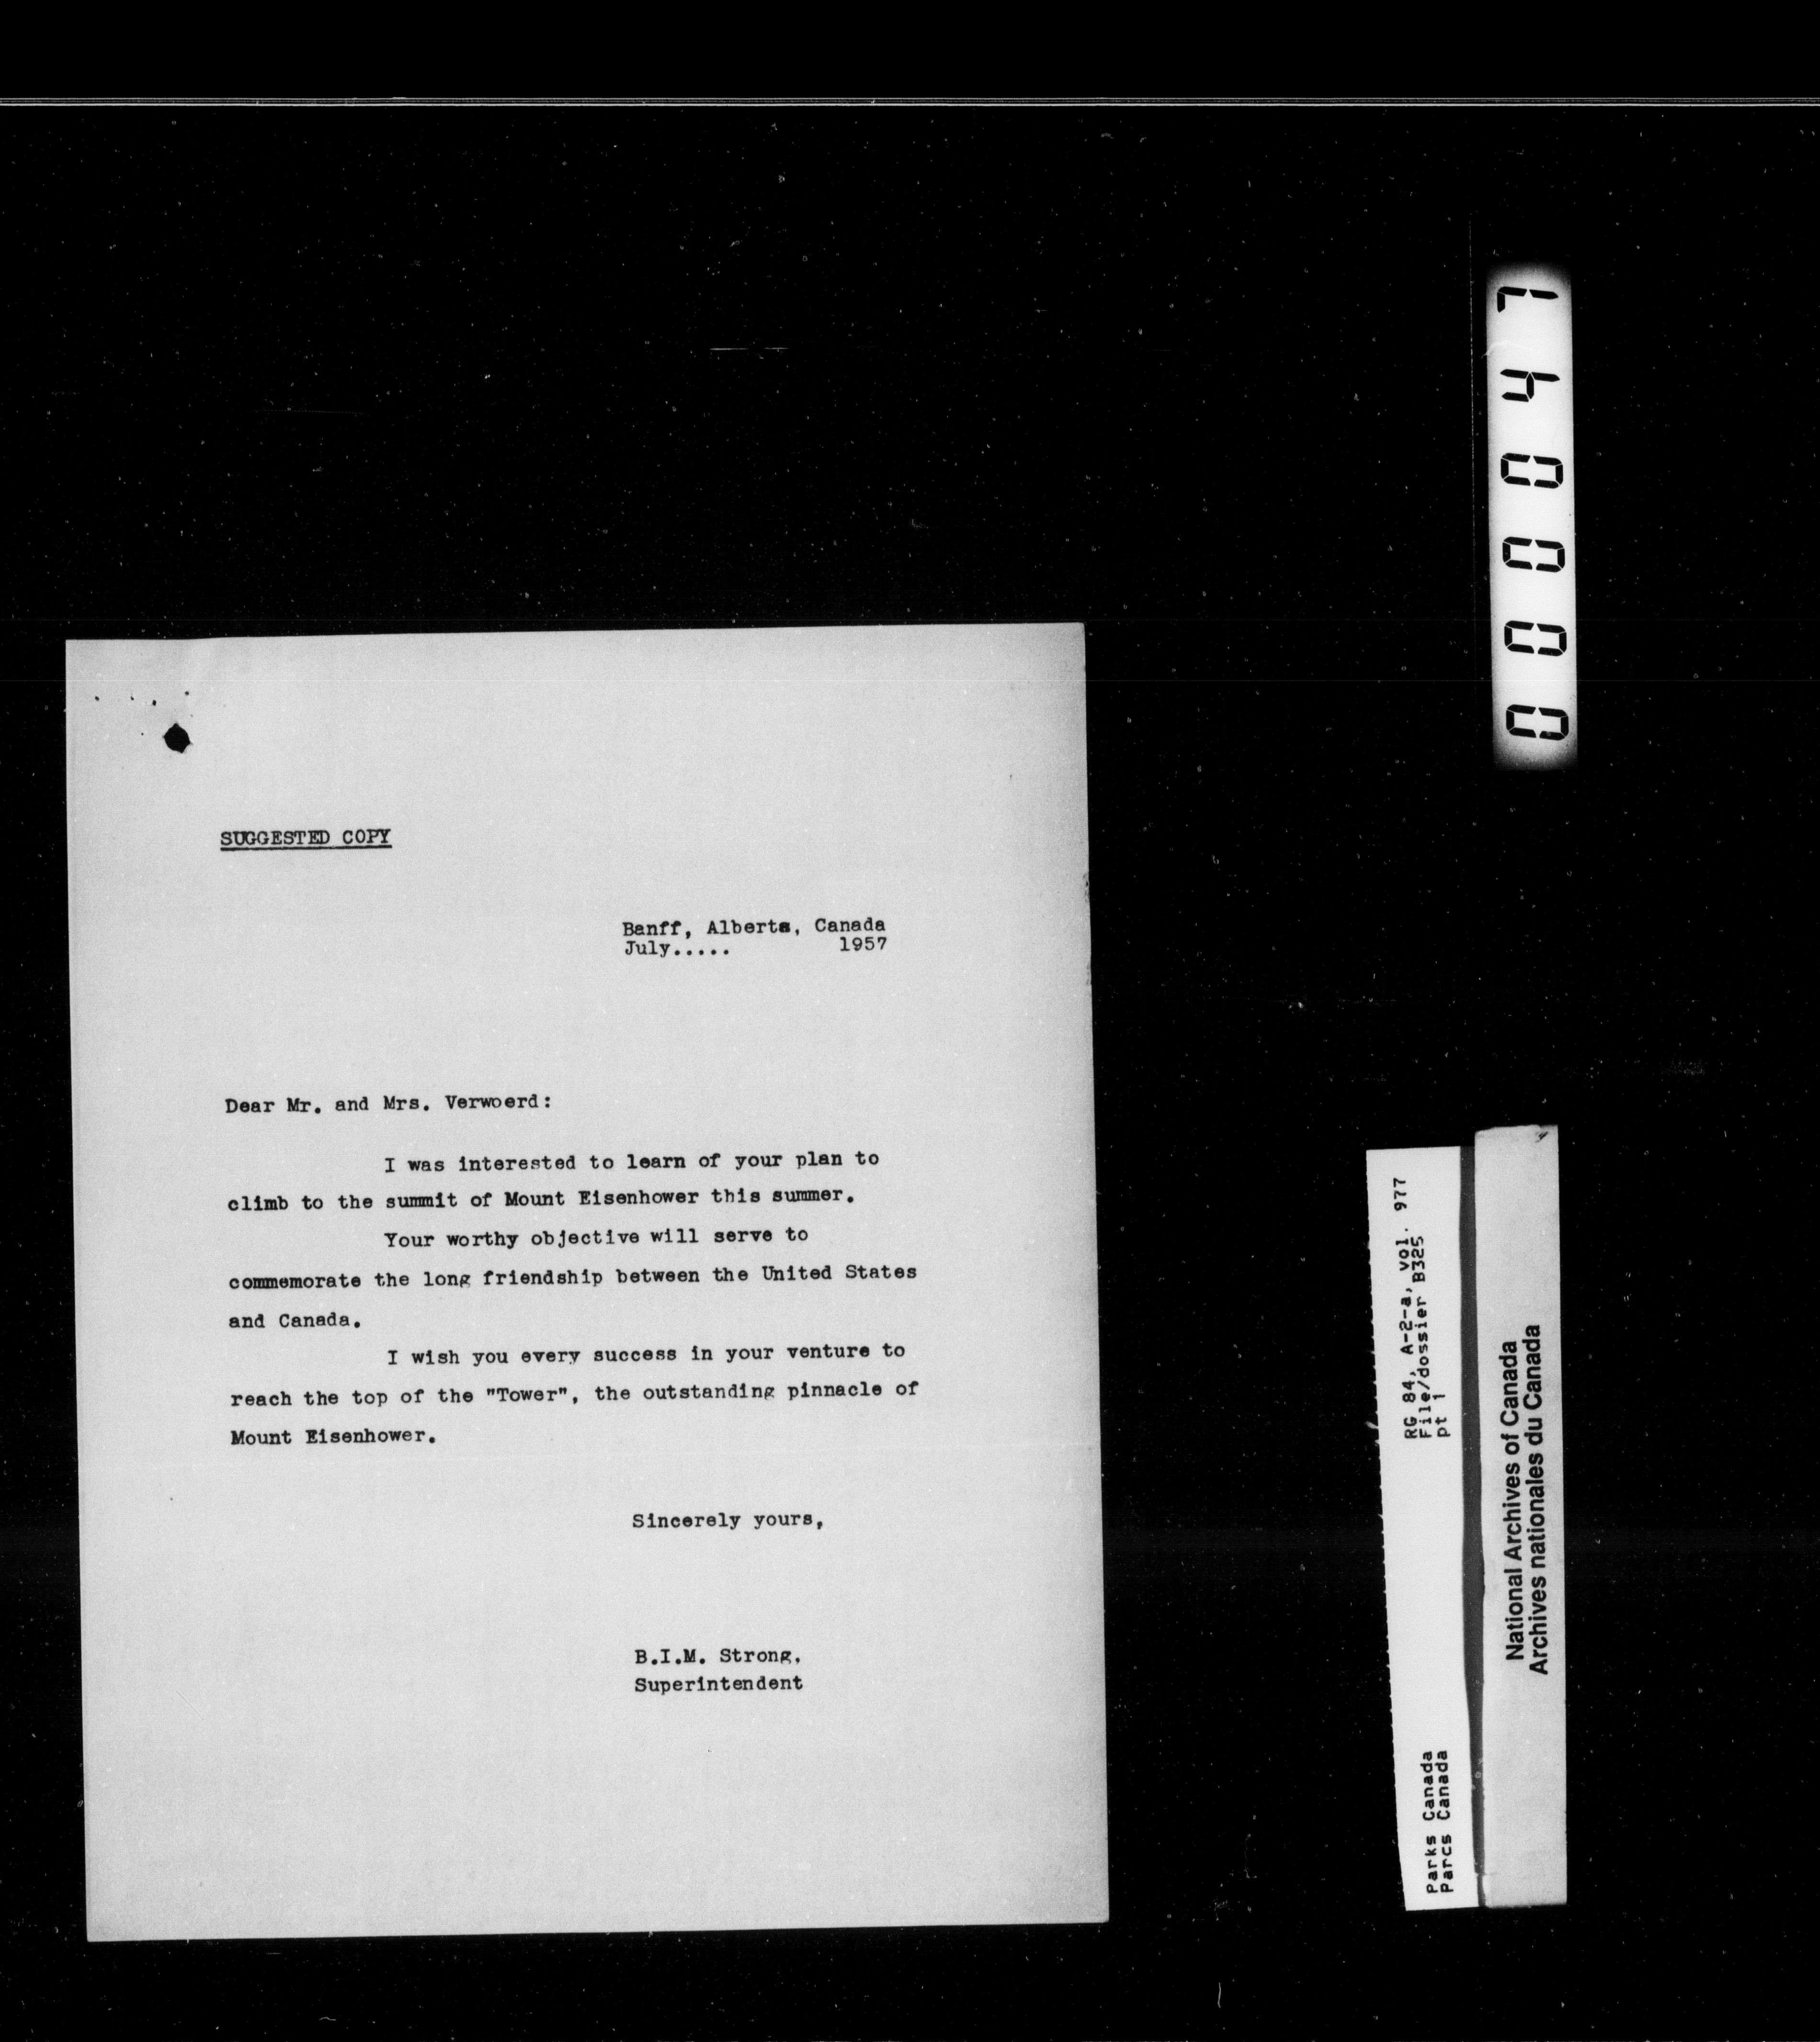 SUGGESTED COPY
Banff, Alberta, Canada
July..... 1957
Dear Mr. and Mrs. Verwoerd:
I was interested to learn of your plan to
climb to the summit of Mount Eisenhower this summer.
Your worthy objective will serve to
commemorate the long friendship between the United States
and Canada.
I wish you every success in your venture to
reach the top of the "Tower", the outstanding pinnacle of
Mount Eisenhower.
Sincerely yours,
B.I.M. Strong,
Superintendent
000047
RG 84, A-2-a, vol. 977
File/dossier B325
pt 1
Parks Canada
Parcs Canada
National Archives of Canada
Archives nationales du Canada